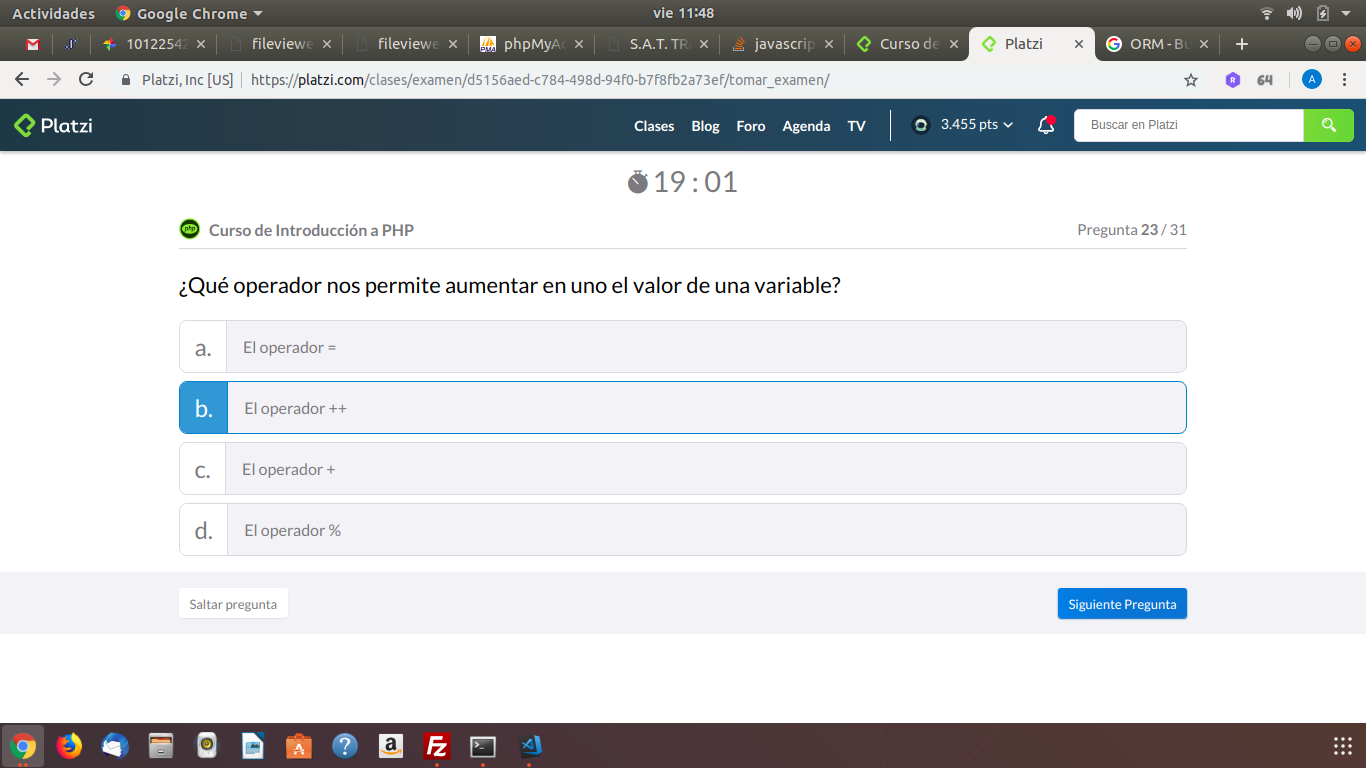 Actividades Google Chrome vie 11:48
10122542 fileviewe fileviewe phpMyAd S.A.T. TR javascrip Curso de Platzi ORM - Bu
Platzi, Inc [US] https://platzi.com/clases/examen/d5156aed-c784-498d-94f0-b7f8fb2a73ef/tomar_examen/ R 64 A
Platzi Clases Blog Foro Agenda TV 3.455 pts Buscar en Platzi
19 : 01
php Curso de Introducción a PHP Pregunta 23 / 31
¿Qué operador nos permite aumentar en uno el valor de una variable?
a. El operador =
b. El operador ++
c. El operador +
d. El operador %
Saltar pregunta Siguiente Pregunta